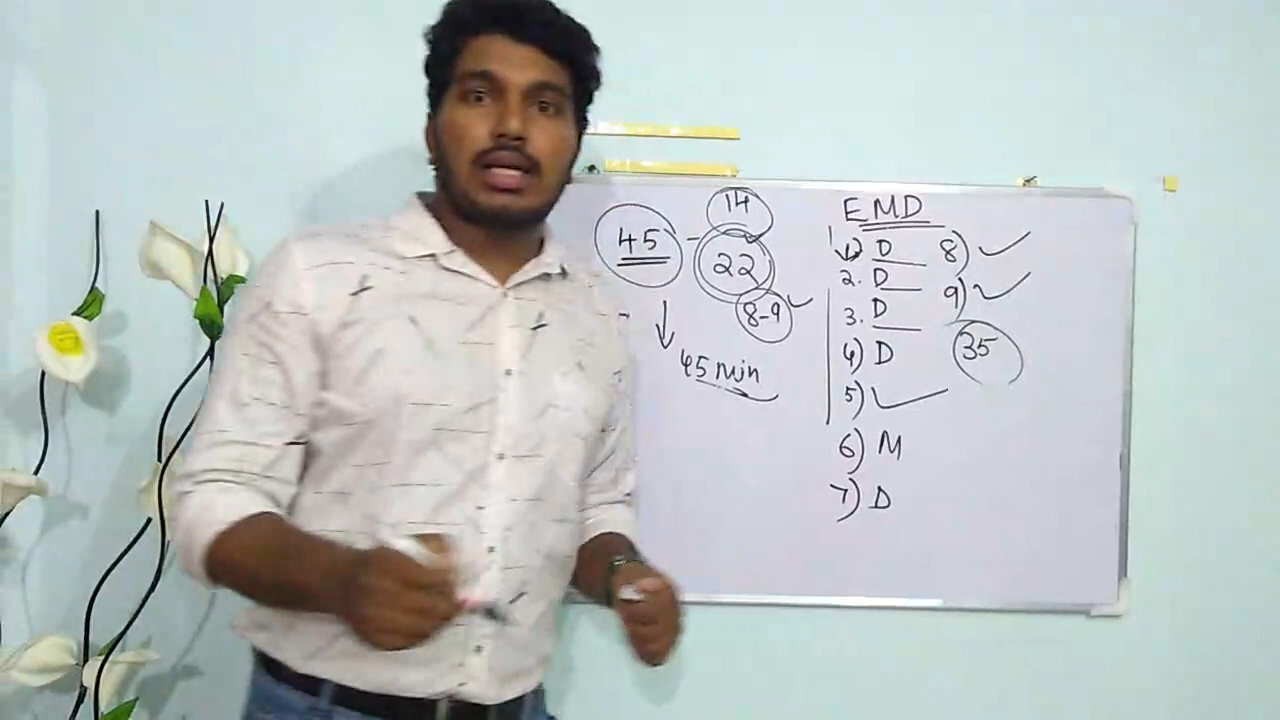 14
45 - 22
8-9
45 min
EMD
1) D
2. D
3. D
4) D
5)
6) M
7) D
8)
9)
35